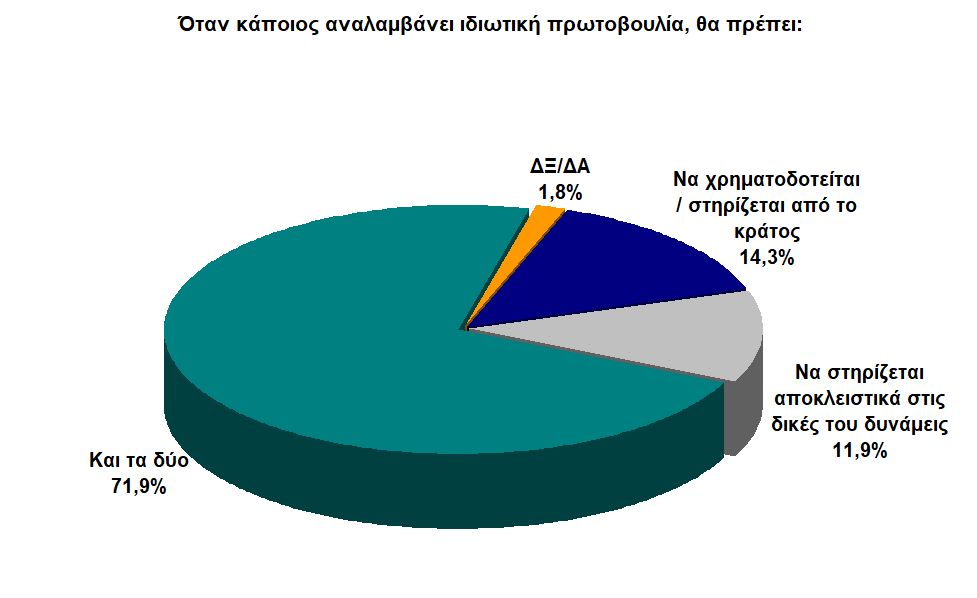 Όταν κάποιος αναλαμβάνει ιδιωτική πρωτοβουλία, θα πρέπει:
ΔΞ/ΔΑ
1,8%
Να χρηματοδοτείται
/ στηρίζεται από το
κράτος
14,3%
Να στηρίζεται
αποκλειστικά στις
δικές του δυνάμεις
11,9%
Και τα δύο
71,9%